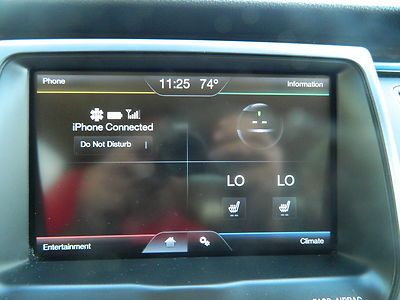 Phone 11:25 74° Information
iPhone Connected
Do Not Disturb
LO LO
Entertainment Climate